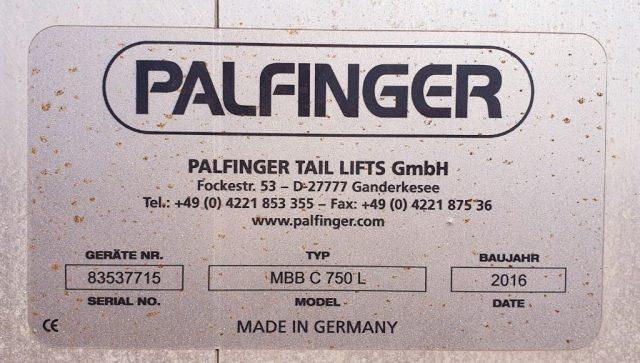 PALFINGER
PALFINGER TAIL LIFTS GmbH
Fockestr. 53 – D-27777 Ganderkesee
Tel.: +49 (0) 4221 853 355 – Fax: +49 (0) 4221 875 36
www.palfinger.com
GERÄTE NR. TYP BAUJAHR
83537715 MBB C 750 L 2016
SERIAL NO. MODEL DATE
CE MADE IN GERMANY